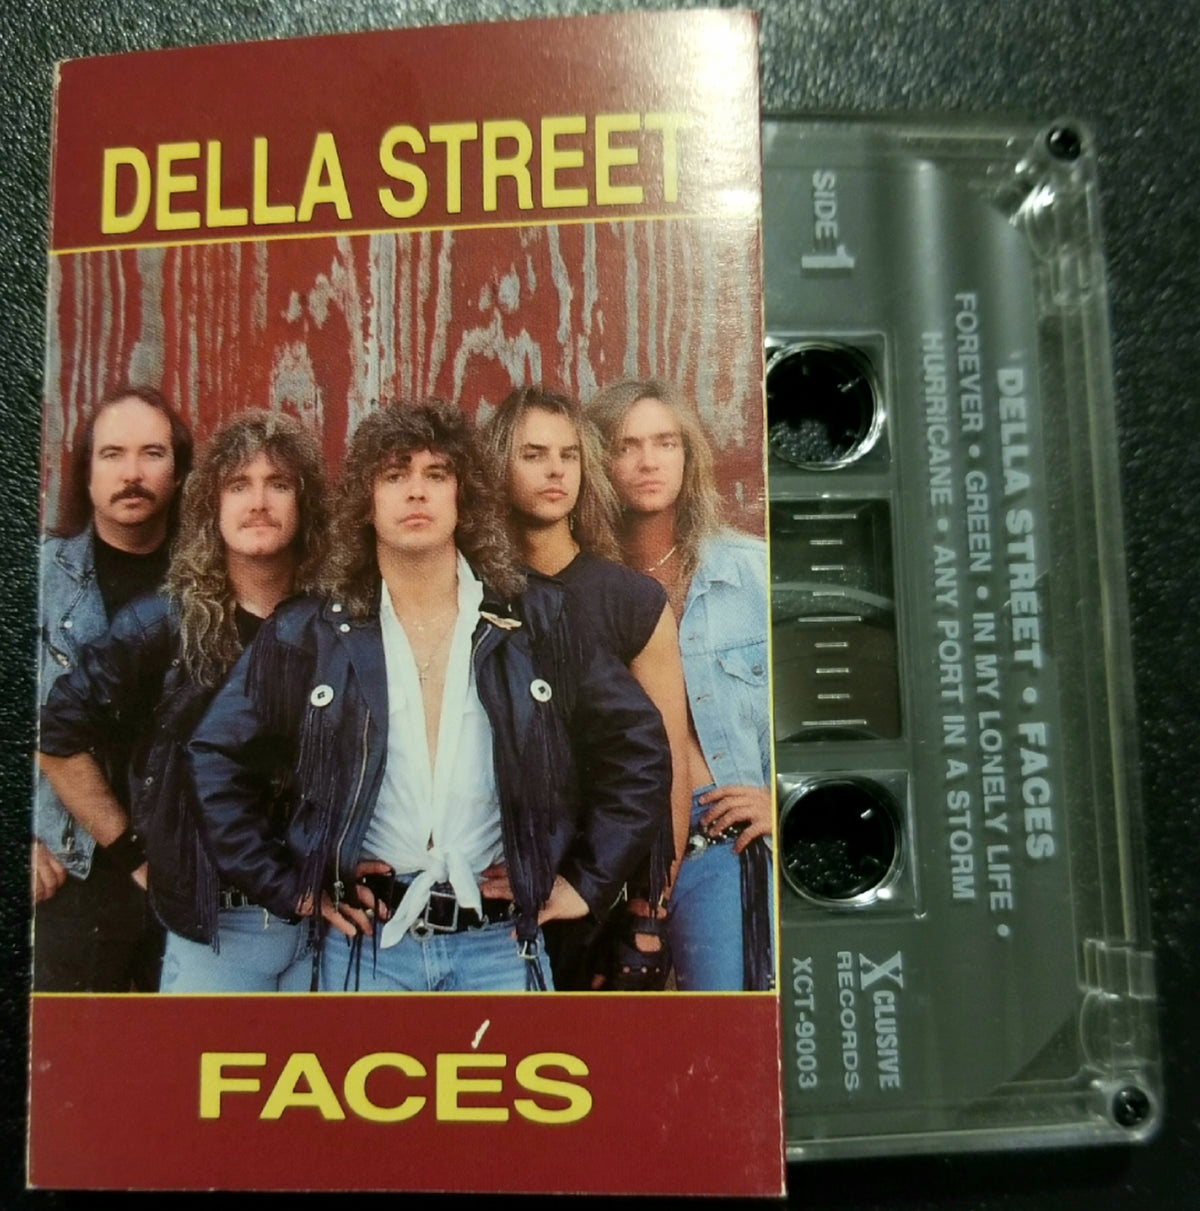 DELLA STREET
FACES
SIDE 1
DELLA STREET • FACES
FOREVER • GREEN • IN MY LONELY LIFE •
HURRICANE • ANY PORT IN A STORM
XCLUSIVE
RECORDS
XCT-9003